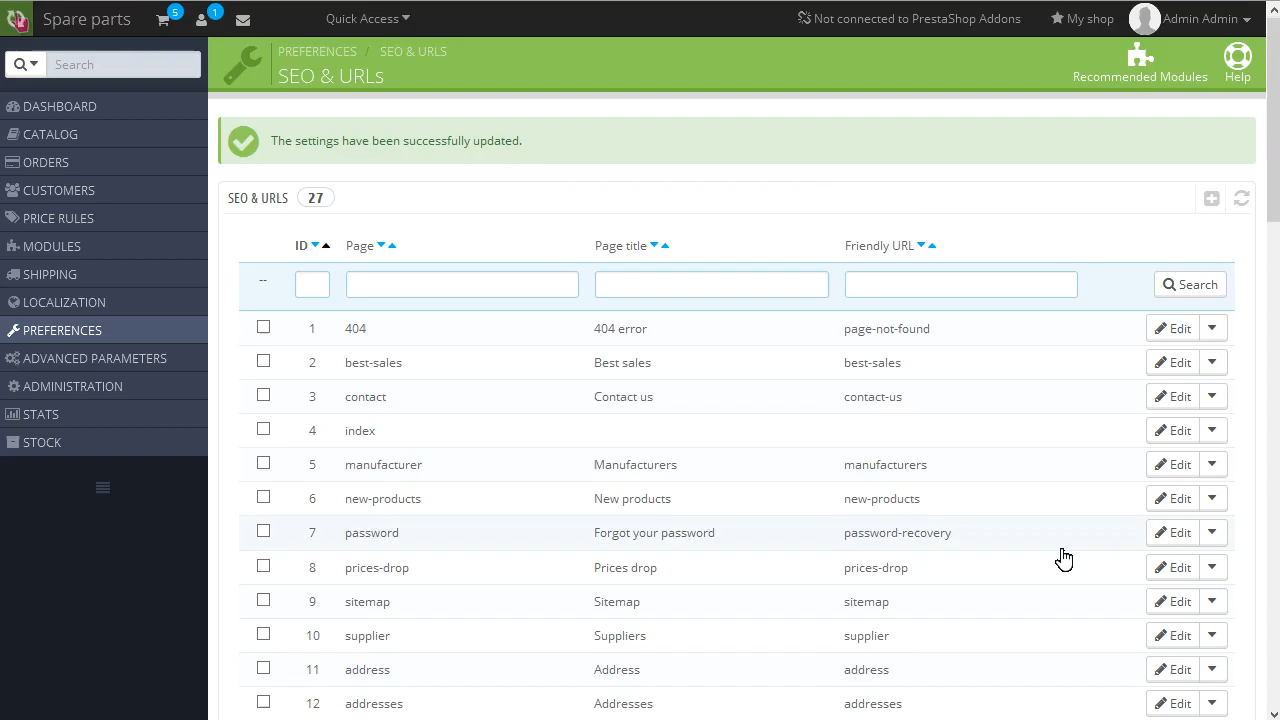 Spare parts 5 1 Quick Access Not connected to PrestaShop Addons My shop Admin Admin
Search
DASHBOARD
CATALOG
ORDERS
CUSTOMERS
PRICE RULES
MODULES
SHIPPING
LOCALIZATION
PREFERENCES
ADVANCED PARAMETERS
ADMINISTRATION
STATS
STOCK
PREFERENCES / SEO & URLS
SEO & URLs
Recommended Modules Help
The settings have been successfully updated.
SEO & URLS 27
ID Page Page title Friendly URL
-- Search
1 404 404 error page-not-found Edit
2 best-sales Best sales best-sales Edit
3 contact Contact us contact-us Edit
4 index Edit
5 manufacturer Manufacturers manufacturers Edit
6 new-products New products new-products Edit
7 password Forgot your password password-recovery Edit
8 prices-drop Prices drop prices-drop Edit
9 sitemap Sitemap sitemap Edit
10 supplier Suppliers supplier Edit
11 address Address address Edit
12 addresses Addresses addresses Edit